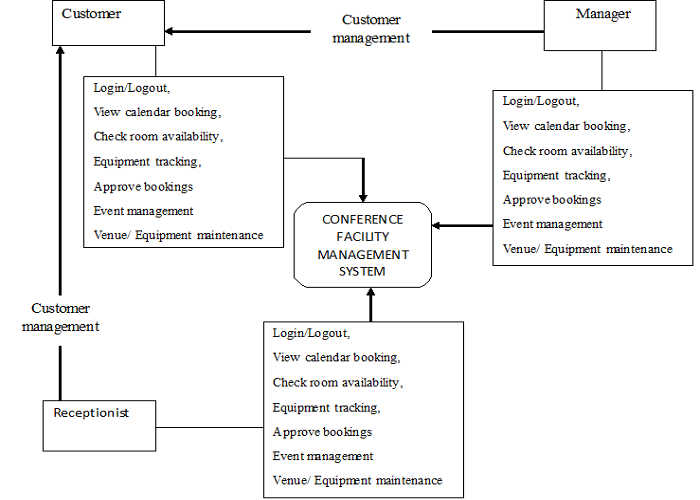 Customer
Manager
Customer
management
Login/Logout,
View calendar booking,
Check room availability,
Equipment tracking,
Approve bookings
Event management
Venue/ Equipment maintenance
Login/Logout,
View calendar booking,
Check room availability,
Equipment tracking,
Approve bookings
Event management
Venue/ Equipment maintenance
CONFERENCE
FACILITY
MANAGEMENT
SYSTEM
Customer
management
Login/Logout,
View calendar booking,
Check room availability,
Equipment tracking,
Approve bookings
Event management
Venue/ Equipment maintenance
Receptionist